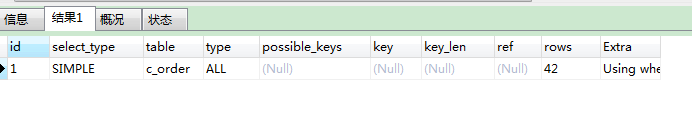 信息 结果1 概况 状态
id select_type table type possible_keys key key_len ref rows Extra
1 SIMPLE c_order ALL (Null) (Null) (Null) (Null) 42 Using whe